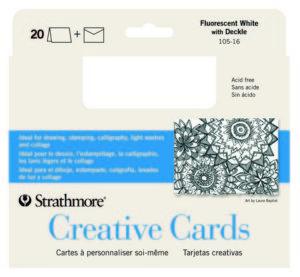 20 +
Fluorescent White
with Deckle
105-16
Acid free
Sans acide
Sin ácido
Ideal for drawing, stamping, calligraphy, light washes
and collage
Idéal pour le dessin, l'estampillage, la calligraphie,
les lavis légers et le collage
Ideal para el dibujo, estampado, caligrafía, lavados
de luz y collage
Art by Laura Baptist
Strathmore®
Creative Cards
Cartes à personnaliser soi-même Tarjetas creativas